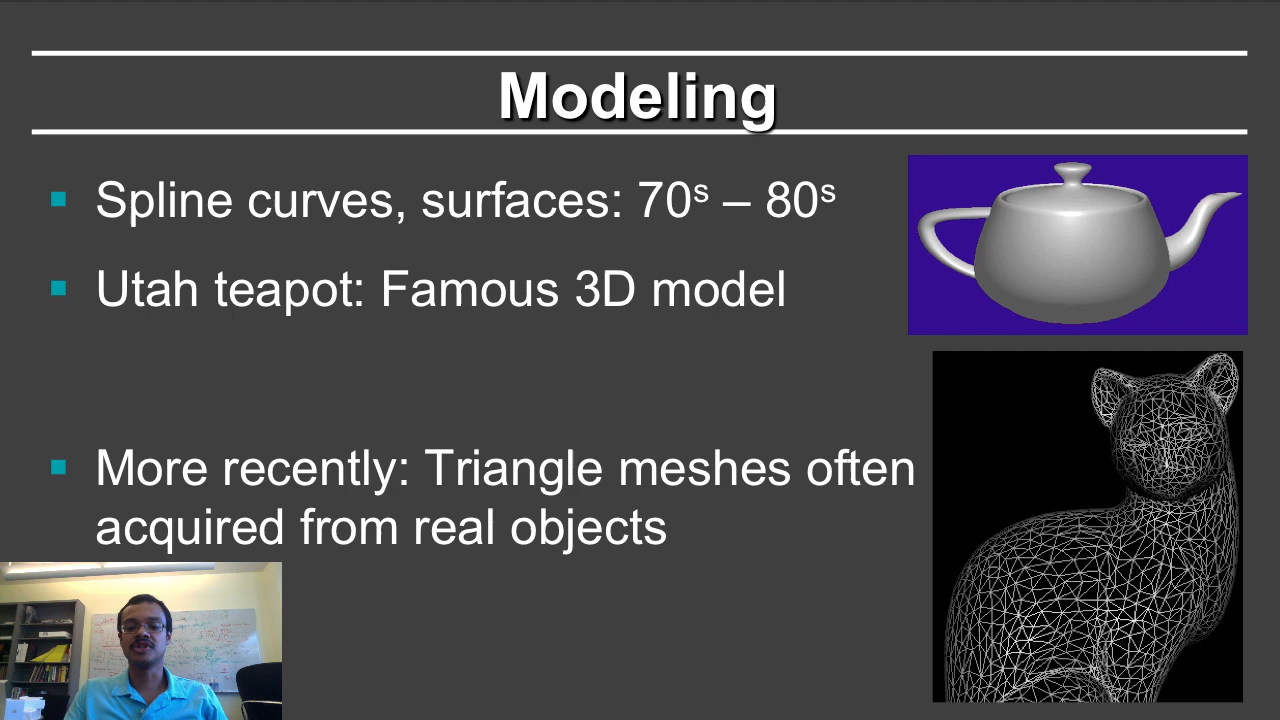 Modeling
Spline curves, surfaces: 70s – 80s
Utah teapot: Famous 3D model
More recently: Triangle meshes often
acquired from real objects